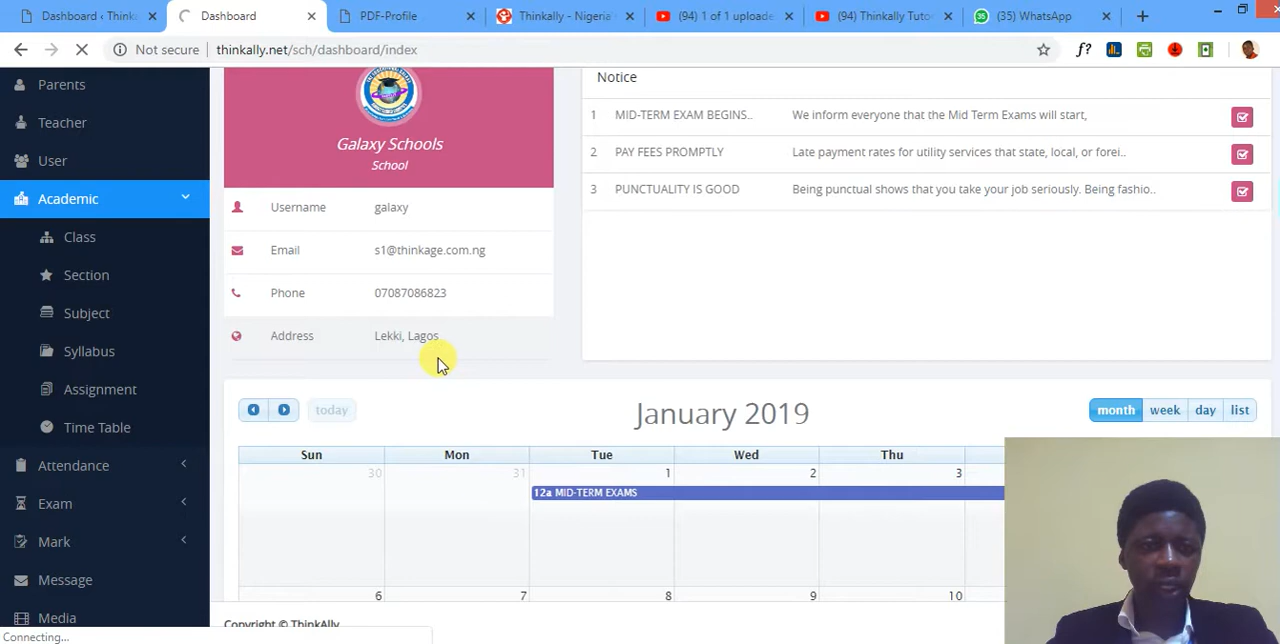 Dashboard ‹ Think
Dashboard
PDF-Profile
Thinkally - Nigeria'
(94) 1 of 1 uploade
(94) Thinkally Tuto
(35) WhatsApp
Not secure thinkally.net/sch/dashboard/index
f?
Parents
Teacher
User
Academic
Class
Section
Subject
Syllabus
Assignment
Time Table
Attendance
Exam
Mark
Message
Media
Connecting...
Galaxy Schools
School
Username galaxy
Email s1@thinkage.com.ng
Phone 07087086823
Address Lekki, Lagos
Notice
1 MID-TERM EXAM BEGINS.. We inform everyone that the Mid Term Exams will start,
2 PAY FEES PROMPTLY Late payment rates for utility services that state, local, or forei..
3 PUNCTUALITY IS GOOD Being punctual shows that you take your job seriously. Being fashio..
today January 2019 month week day list
Sun Mon Tue Wed Thu
30 31 1 2 3
12a MID-TERM EXAMS
6 7 8 9 10
Copyright © ThinkAlly